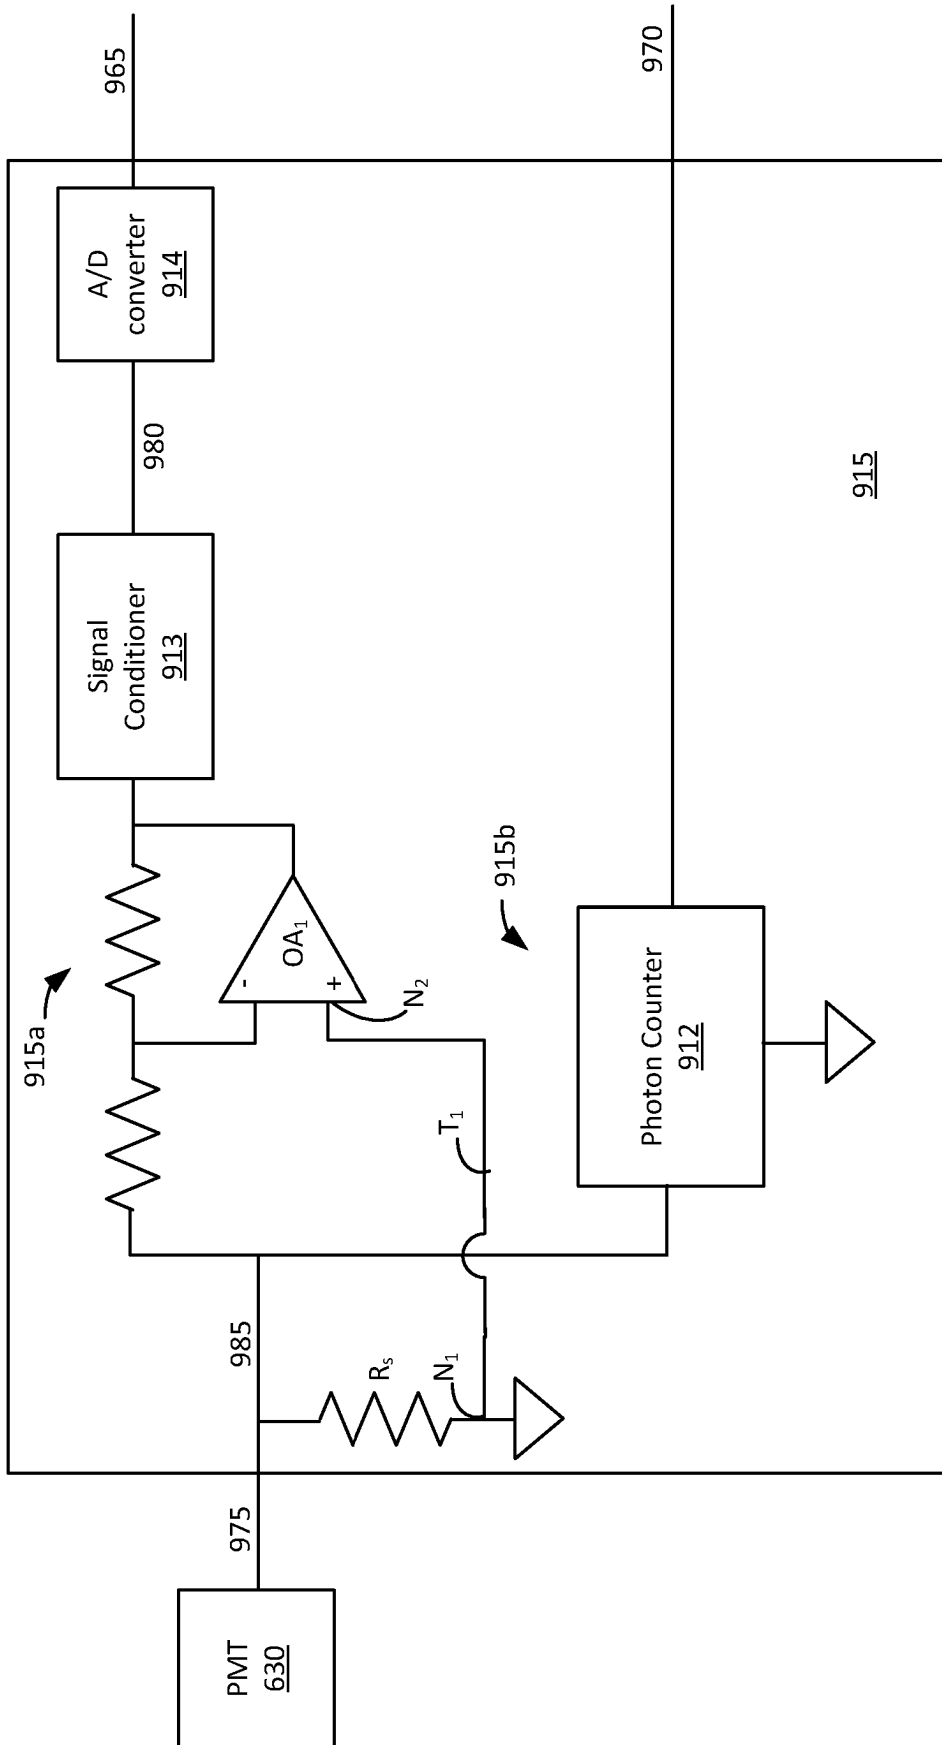 965
970
A/D
converter
914
980
Signal
Conditioner
913
915
915a
915b
OA₁
-
+
N₂
Photon Counter
912
T₁
985
Rₛ
N₁
975
PMT
630